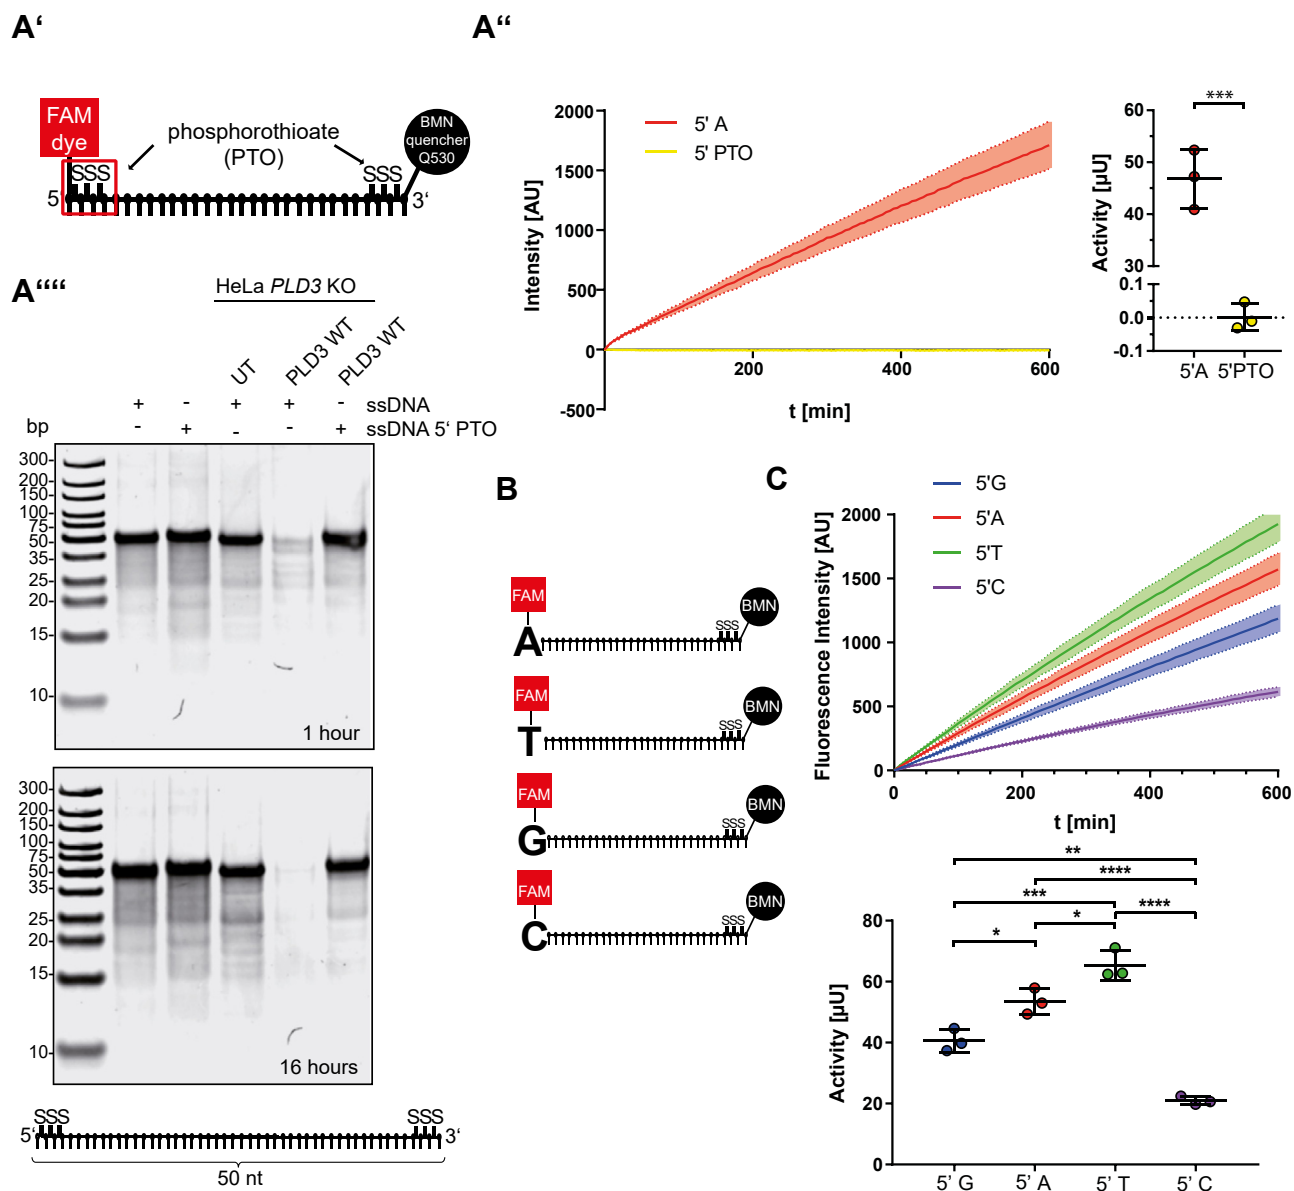 A‘
FAM
dye
phosphorothioate
(PTO)
BMN
quencher
Q530
SSS
SSS
5‘
3‘
A‘‘
Intensity [AU]
2000
1500
1000
500
0
-500
200
400
600
t [min]
5' A
5' PTO
Activity [µU]
60
50
40
30
0.1
0.0
-0.1
***
5'A
5'PTO
A‘‘‘‘
HeLa PLD3 KO
UT
PLD3 WT
PLD3 WT
+ - + + - ssDNA
- + - - + ssDNA 5‘ PTO
bp
300
200
150
100
75
50
35
25
20
15
10
1 hour
300
200
150
100
75
50
35
25
20
15
10
16 hours
SSS
SSS
5‘
3‘
50 nt
B
FAM
A
SSS
BMN
FAM
T
SSS
BMN
FAM
G
SSS
BMN
FAM
C
SSS
BMN
C
5'G
5'A
5'T
5'C
Fluorescence Intensity [AU]
2000
1500
1000
500
0
0
200
400
600
t [min]
**
****
***
*
****
*
Activity [µU]
80
60
40
20
0
5' G
5' A
5' T
5' C